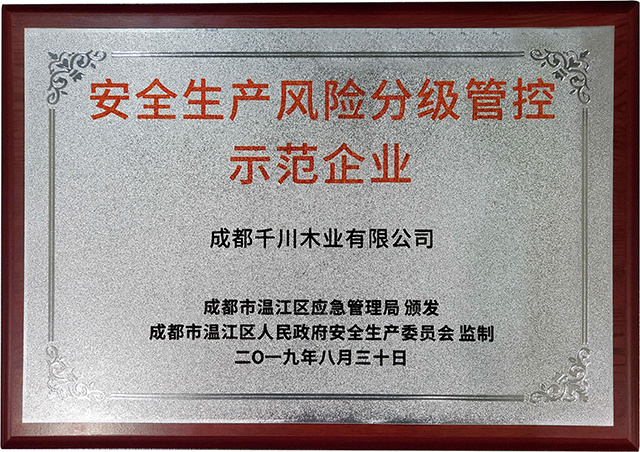 安全生产风险分级管控
示范企业
成都千川木业有限公司
成都市温江区应急管理局 颁发
成都市温江区人民政府安全生产委员会 监制
二O一九年八月三十日